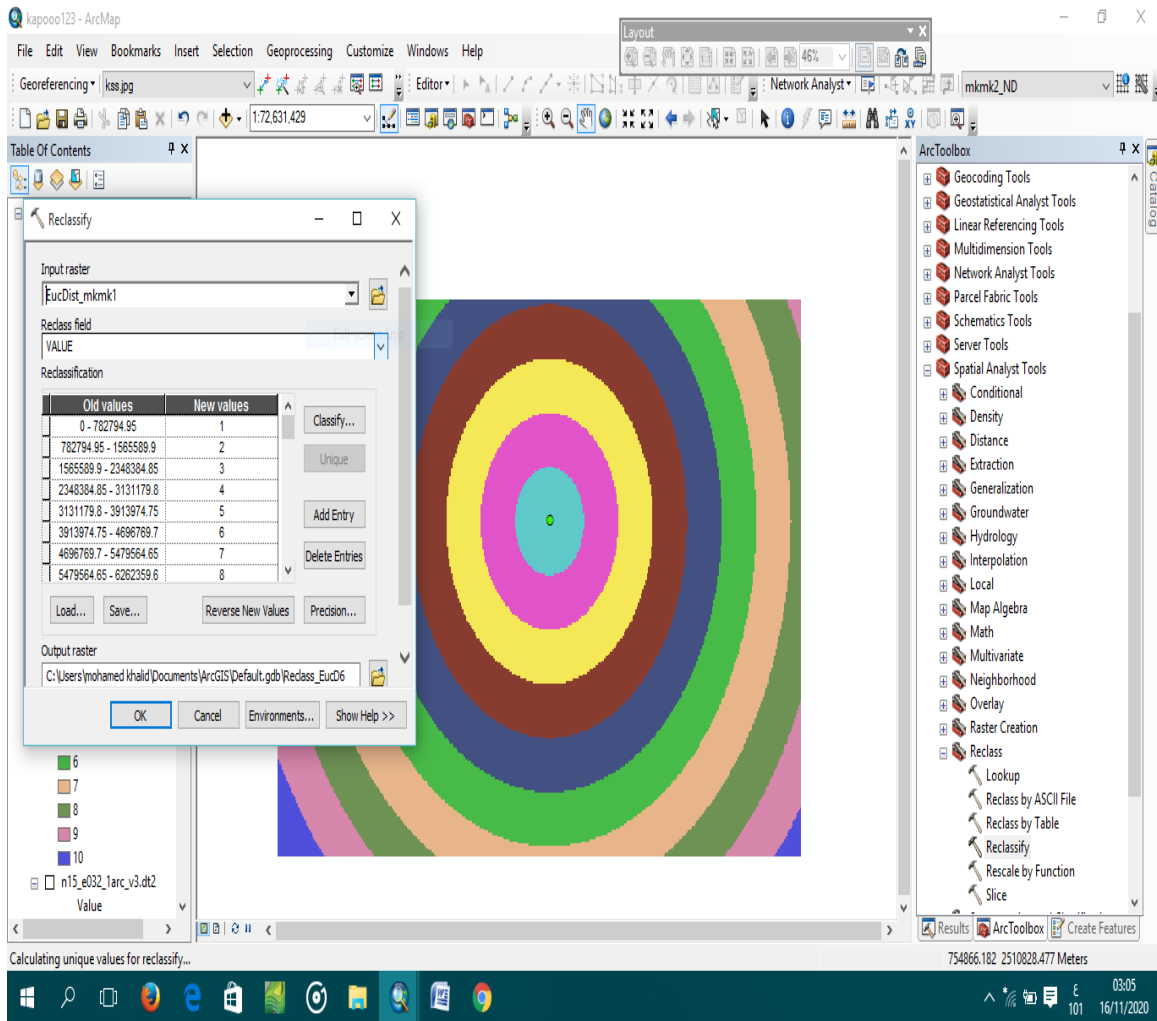 kapooo123 - ArcMap
Layout
File Edit View Bookmarks Insert Selection Geoprocessing Customize Windows Help
46%
Georeferencing kss.jpg Editor Network Analyst mkmk2_ND
1:72,631,429
Table Of Contents
ArcToolbox
Catalog
Reclassify
Input raster
EucDist_mkmk1
Reclass field
VALUE
Reclassification
Old values New values
0 - 782794.95 1
782794.95 - 1565589.9 2
1565589.9 - 2348384.85 3
2348384.85 - 3131179.8 4
3131179.8 - 3913974.75 5
3913974.75 - 4696769.7 6
4696769.7 - 5479564.65 7
5479564.65 - 6262359.6 8
Classify...
Unique
Add Entry
Delete Entries
Load... Save... Reverse New Values Precision...
Output raster
C:\Users\mohamed khalid\Documents\ArcGIS\Default.gdb\Reclass_EucD6
OK Cancel Environments... Show Help >>
6
7
8
9
10
n15_e032_1arc_v3.dt2
Value
Geocoding Tools
Geostatistical Analyst Tools
Linear Referencing Tools
Multidimension Tools
Network Analyst Tools
Parcel Fabric Tools
Schematics Tools
Server Tools
Spatial Analyst Tools
Conditional
Density
Distance
Extraction
Generalization
Groundwater
Hydrology
Interpolation
Local
Map Algebra
Math
Multivariate
Neighborhood
Overlay
Raster Creation
Reclass
Lookup
Reclass by ASCII File
Reclass by Table
Reclassify
Rescale by Function
Slice
Results ArcToolbox Create Features
Calculating unique values for reclassify...
754866.182 2510828.477 Meters
ع
101
03:05
16/11/2020